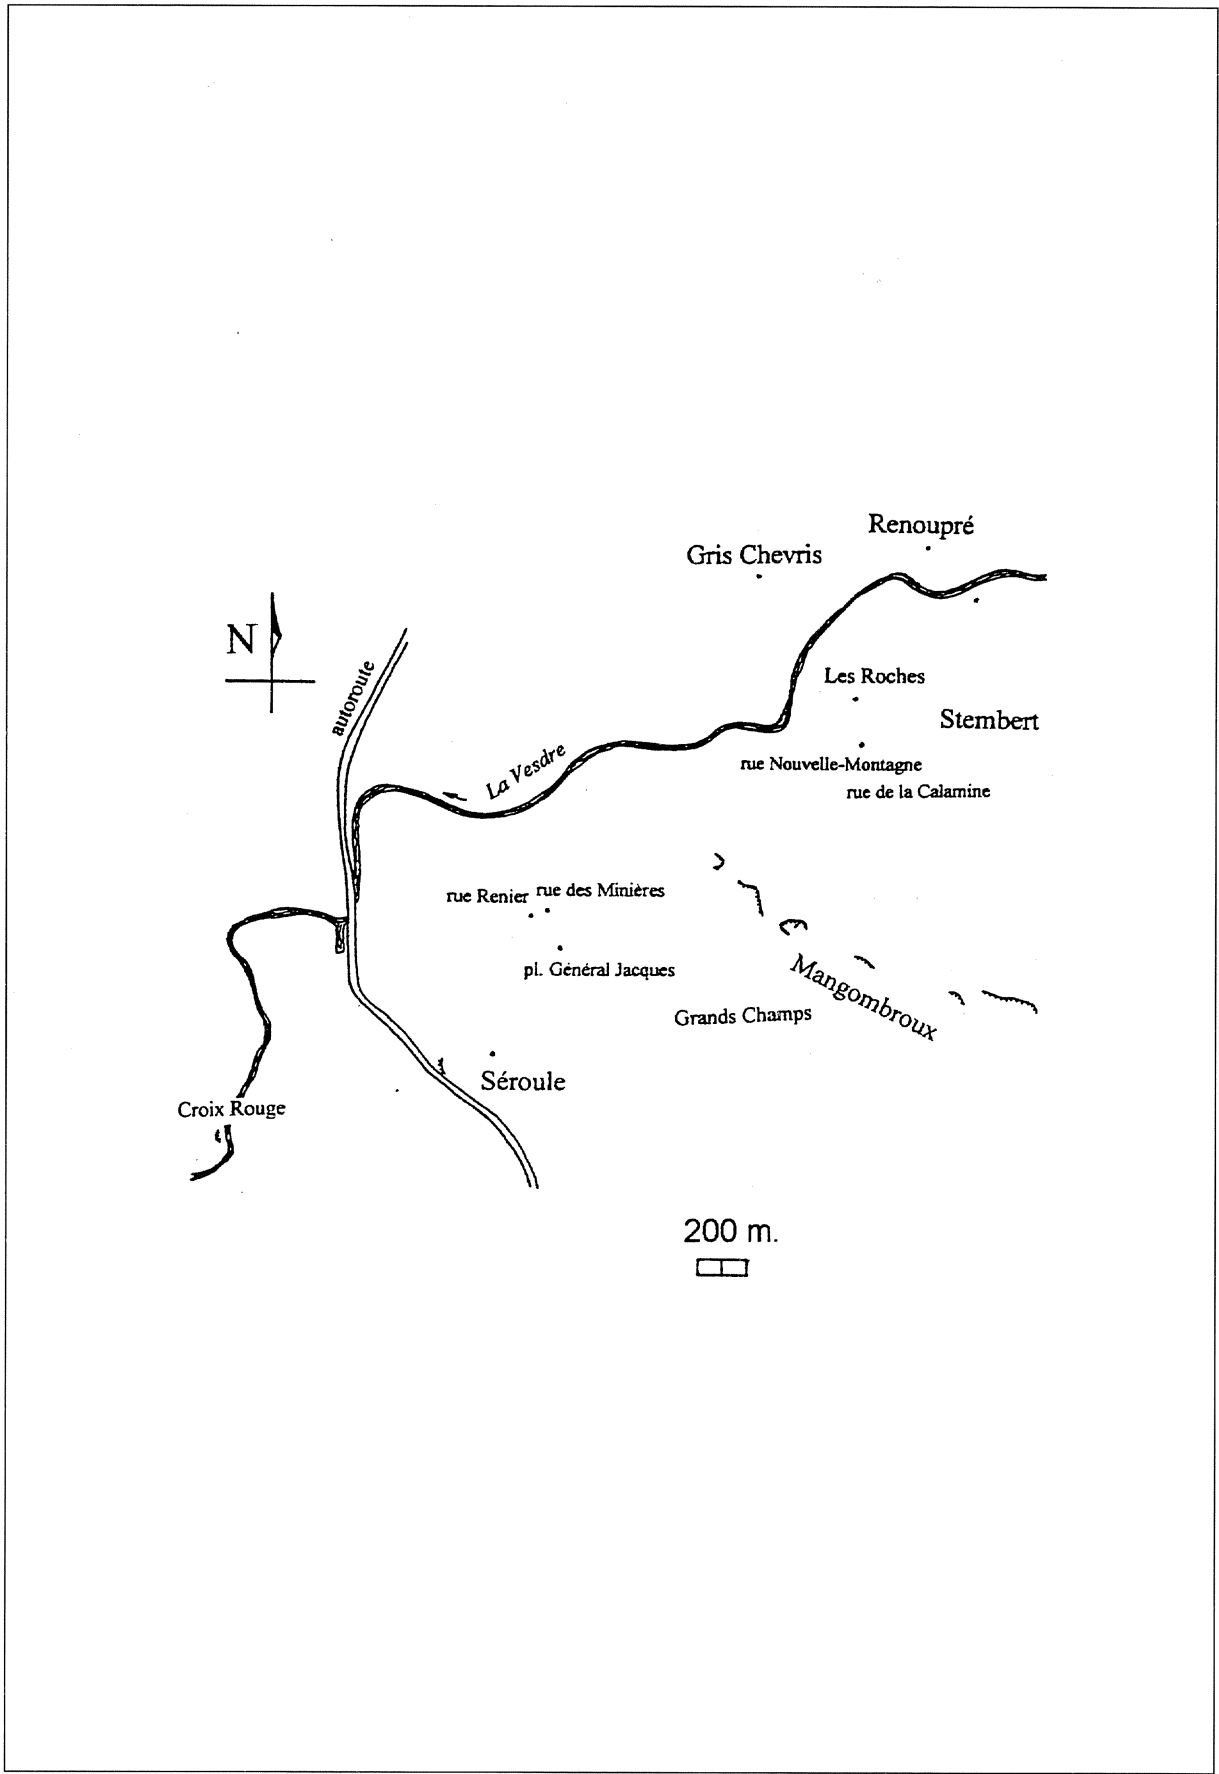 Renoupré
Gris Chevris
N
autoroute
Les Roches
Stembert
La Vesdre
rue Nouvelle-Montagne
rue de la Calamine
rue Renier
rue des Minières
pl. Général Jacques
Mangombroux
Grands Champs
Séroule
Croix Rouge
200 m.